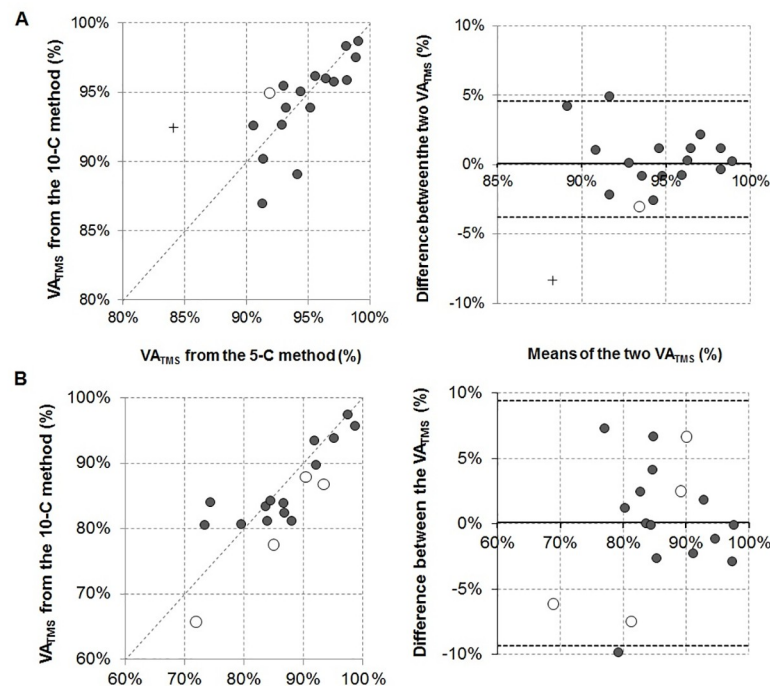 A
VATMS from the 10-C method (%)
100%
95%
90%
85%
80%
80% 85% 90% 95% 100%
VATMS from the 5-C method (%)
Difference between the two VATMS (%)
10%
5%
0%
-5%
-10%
85% 90% 95% 100%
Means of the two VATMS (%)
B
VATMS from the 10-C method (%)
100%
90%
80%
70%
60%
60% 70% 80% 90% 100%
Difference between the VATMS (%)
10%
5%
0%
-5%
-10%
60% 70% 80% 90% 100%